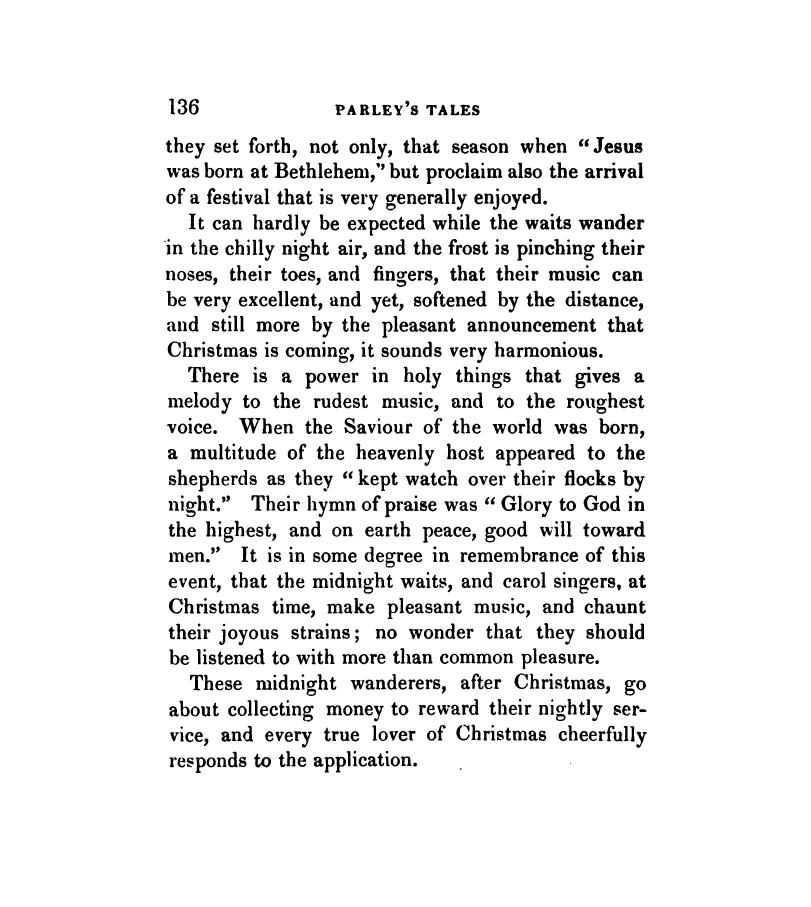 136 PARLEY'S TALES
they set forth, not only, that season when "Jesus
was born at Bethlehem," but proclaim also the arrival
of a festival that is very generally enjoyed.
It can hardly be expected while the waits wander
in the chilly night air, and the frost is pinching their
noses, their toes, and fingers, that their music can
be very excellent, and yet, softened by the distance,
and still more by the pleasant announcement that
Christmas is coming, it sounds very harmonious.
There is a power in holy things that gives a
melody to the rudest music, and to the roughest
voice. When the Saviour of the world was born,
a multitude of the heavenly host appeared to the
shepherds as they "kept watch over their flocks by
night." Their hymn of praise was "Glory to God in
the highest, and on earth peace, good will toward
men." It is in some degree in remembrance of this
event, that the midnight waits, and carol singers, at
Christmas time, make pleasant music, and chaunt
their joyous strains; no wonder that they should
be listened to with more than common pleasure.
These midnight wanderers, after Christmas, go
about collecting money to reward their nightly ser-
vice, and every true lover of Christmas cheerfully
responds to the application.